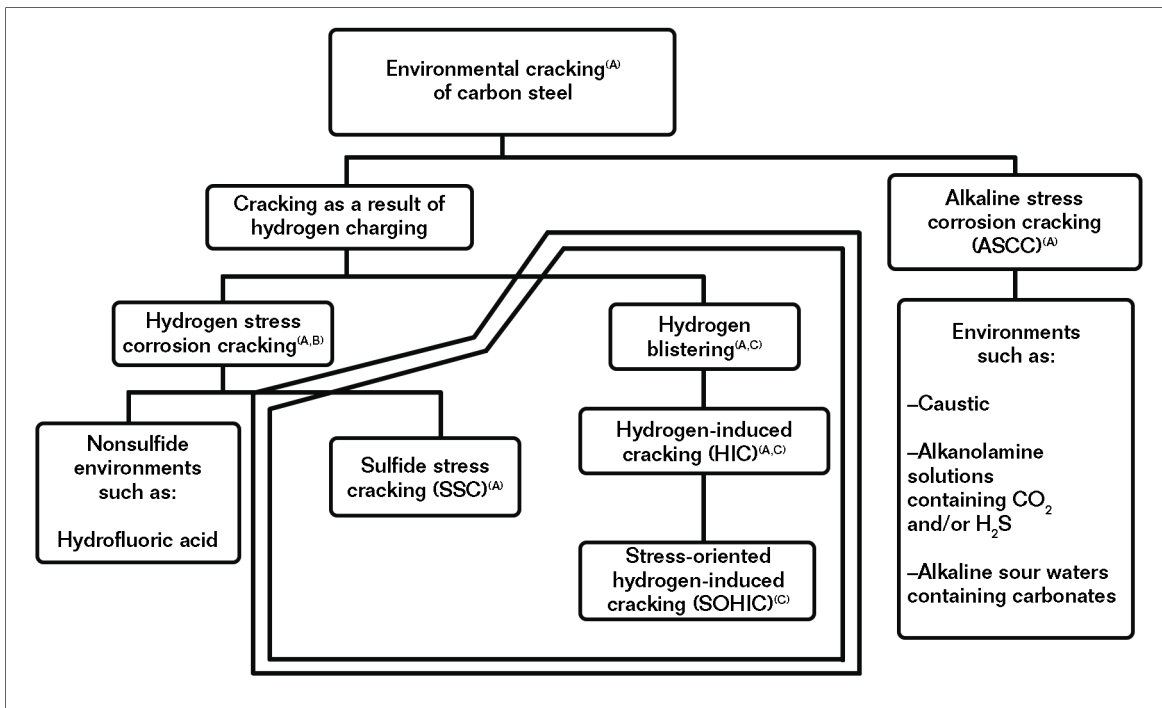 Environmental cracking(A)
of carbon steel
Cracking as a result of
hydrogen charging
Alkaline stress
corrosion cracking
(ASCC)(A)
Hydrogen stress
corrosion cracking(A,B)
Hydrogen
blistering(A,C)
Nonsulfide
environments
such as:
Hydrofluoric acid
Sulfide stress
cracking (SSC)(A)
Hydrogen-induced
cracking (HIC)(A,C)
Stress-oriented
hydrogen-induced
cracking (SOHIC)(C)
Environments
such as:
–Caustic
–Alkanolamine
solutions
containing CO2
and/or H2S
–Alkaline sour waters
containing carbonates